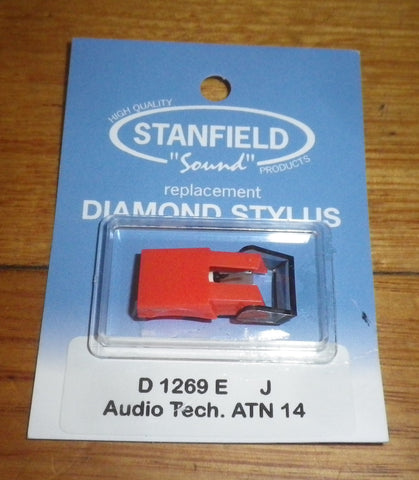 HIGH QUALITY
STANFIELD
"Sound"
PRODUCTS
replacement
DIAMOND STYLUS
D 1269 E J
Audio Tech. ATN 14